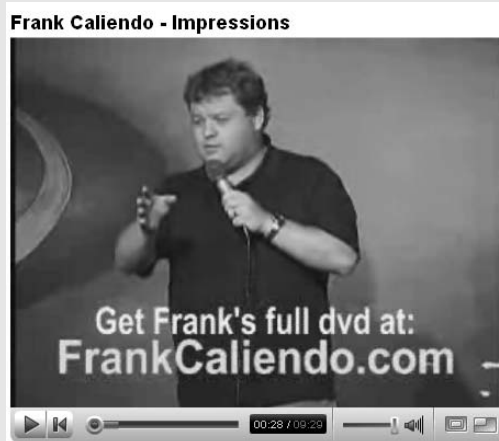 Frank Caliendo - Impressions
Get Frank's full dvd at:
FrankCaliendo.com
00:28 / 09:29